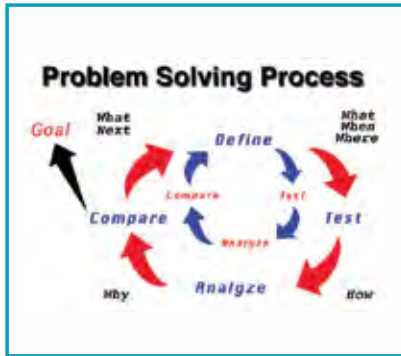 Problem Solving Process
Goal
What
Next
Define
What
When
Where
Compare
Test
Compare
Test
Analyze
Why
Analyze
How